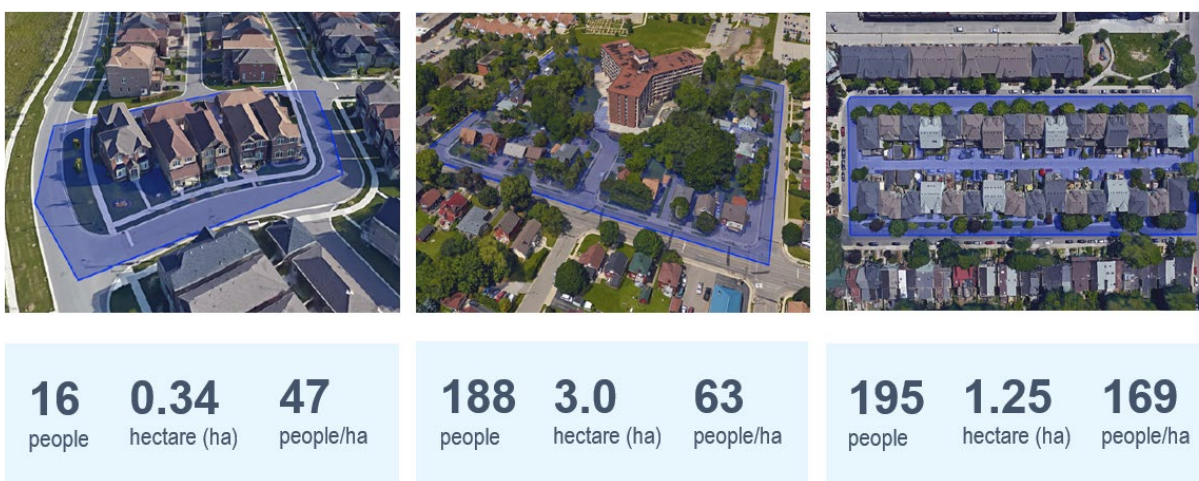 16 0.34 47
people hectare (ha) people/ha
188 3.0 63
people hectare (ha) people/ha
195 1.25 169
people hectare (ha) people/ha